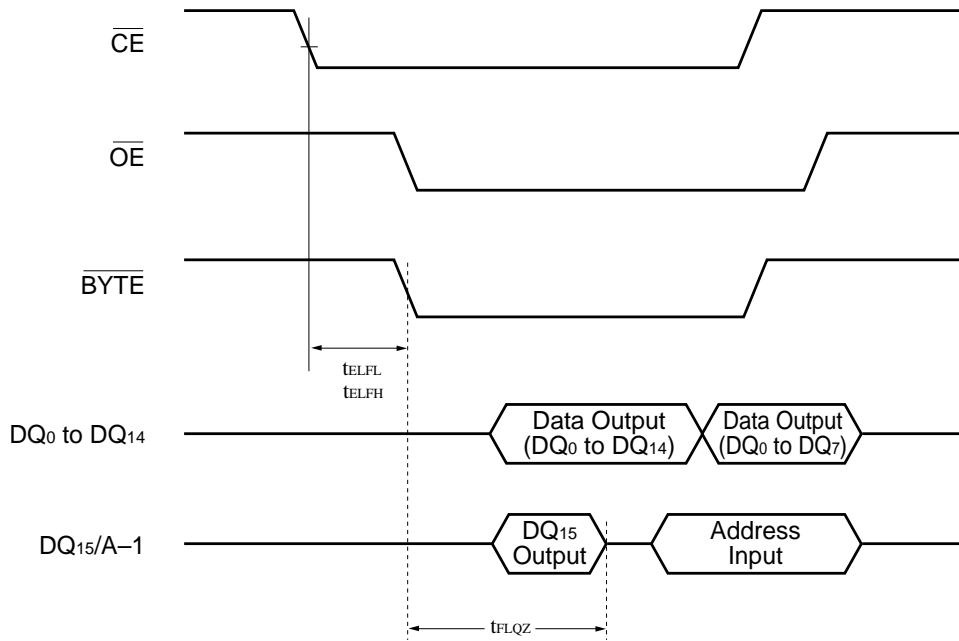 CE
OE
BYTE
tELFL
tELFH
DQ0 to DQ14
Data Output
(DQ0 to DQ14)
Data Output
(DQ0 to DQ7)
DQ15/A–1
DQ15
Output
Address
Input
tFLQZ